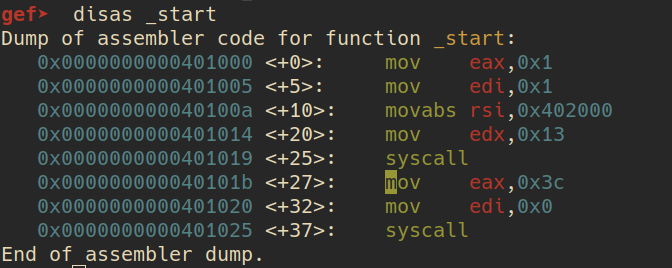 gef➤  disas _start
Dump of assembler code for function _start:
   0x0000000000401000 <+0>:     mov    eax,0x1
   0x0000000000401005 <+5>:     mov    edi,0x1
   0x000000000040100a <+10>:    movabs rsi,0x402000
   0x0000000000401014 <+20>:    mov    edx,0x13
   0x0000000000401019 <+25>:    syscall
   0x000000000040101b <+27>:    mov    eax,0x3c
   0x0000000000401020 <+32>:    mov    edi,0x0
   0x0000000000401025 <+37>:    syscall
End of assembler dump.